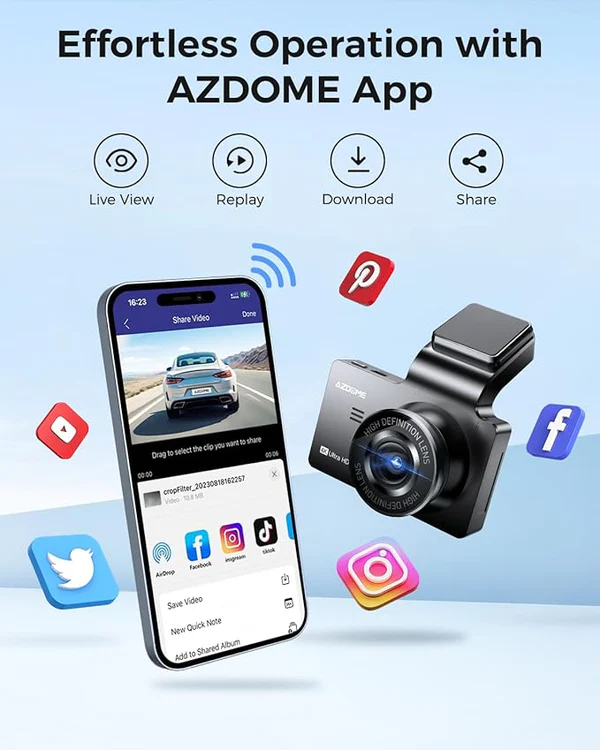 Effortless Operation with
AZDOME App
Live View
Replay
Download
Share
16:23
Share Video
Done
AZDOME
Drag to select the clip you want to share
00:00
00:06
cropFilter_20230818162257
Video · 10.8 MB
AirDrop
Facebook
insgream
tiktok
Save Video
New Quick Note
Add to Shared Album
AZDOME
Ultra HD
HIGH DEFINITION LENS
HIGH DEFINITION LENS